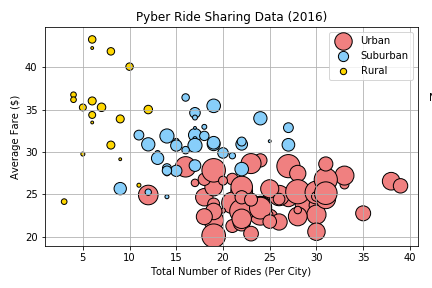 Pyber Ride Sharing Data (2016)
Urban
Suburban
Rural
Average Fare ($)
40
35
30
25
20
5
10
15
20
25
30
35
40
Total Number of Rides (Per City)